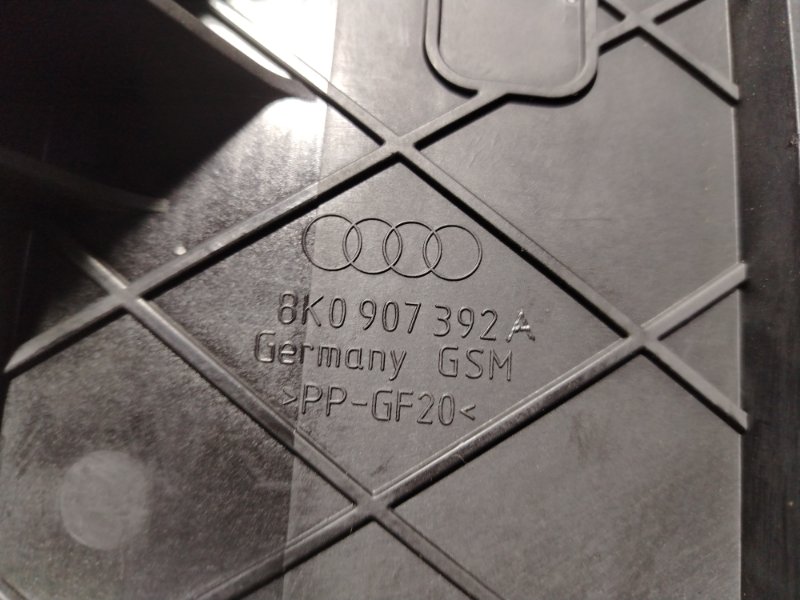 8K0 907 392 A
Germany GSM
>PP-GF20<